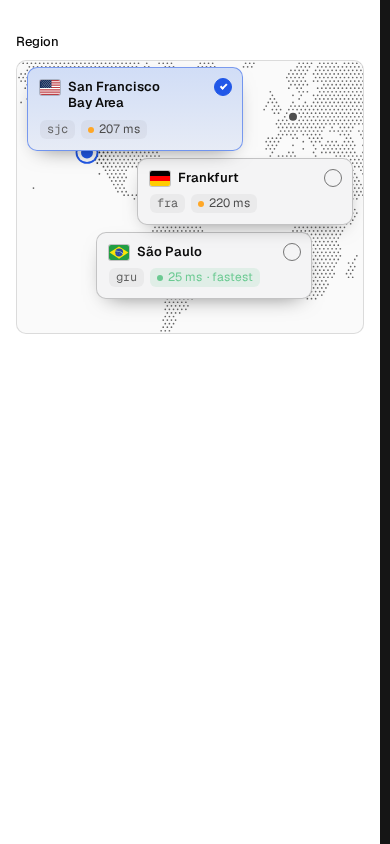 Region
San Francisco
Bay Area
sjc
207 ms
Frankfurt
fra
220 ms
São Paulo
gru
25 ms · fastest